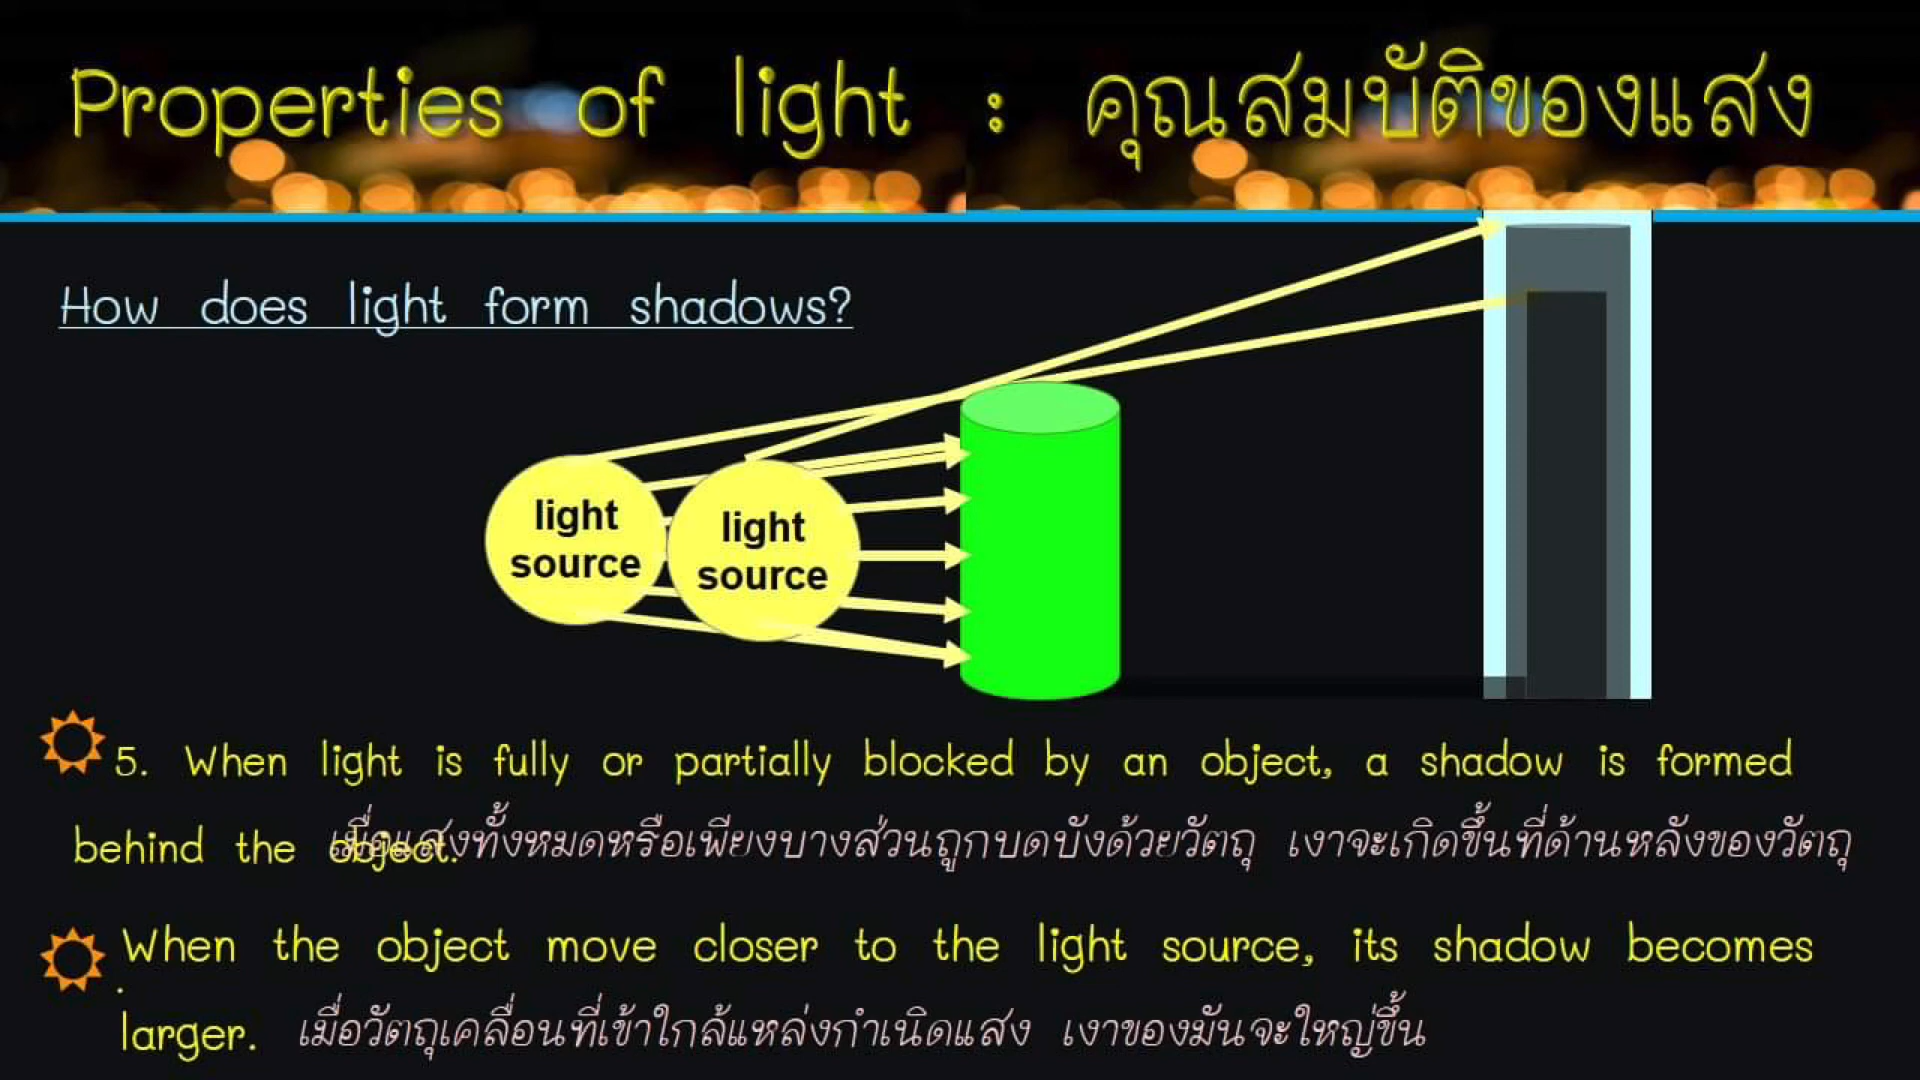 Properties of light : คุณสมบัติของแสง
How does light form shadows?
light
source
light
source
5. When light is fully or partially blocked by an object, a shadow is formed
behind the object. เมื่อแสงทั้งหมดหรือเพียงบางส่วนถูกบดบังด้วยวัตถุ เงาจะเกิดขึ้นที่ด้านหลังของวัตถุ
When the object move closer to the light source, its shadow becomes
larger. เมื่อวัตถุเคลื่อนที่เข้าใกล้แหล่งกำเนิดแสง เงาของมันจะใหญ่ขึ้น